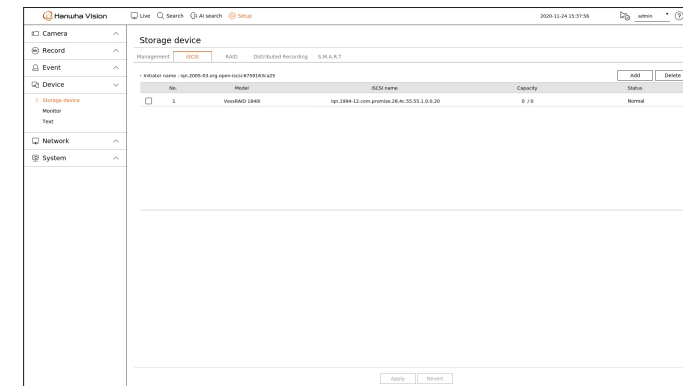 Hanwha Vision Live Search AI search Setup 2020-11-24 15:37:56 admin ?
Camera
Record
Event
Device
Storage device
Monitor
Text
Network
System
Storage device
Management iSCSI RAID Distributed Recording S.M.A.R.T
Initiator name : iqn.2005-03.org.open-iscsi:6759163ca25 Add Delete
No. Model iSCSI name Capacity Status
1 VessRAID 1840i iqn.1994-12.com.promise.28.4c.55.55.1.0.0.20 0 / 0 Normal
Apply Revert